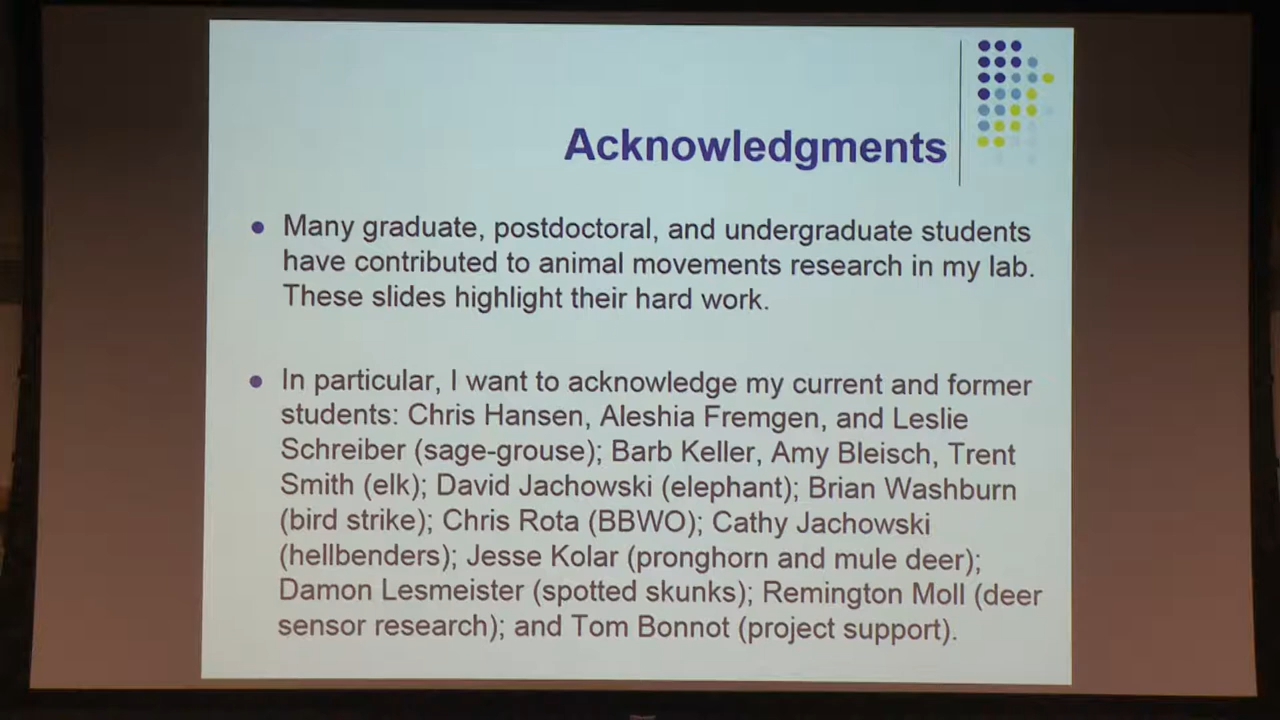 Acknowledgments
Many graduate, postdoctoral, and undergraduate students
have contributed to animal movements research in my lab.
These slides highlight their hard work.
In particular, I want to acknowledge my current and former
students: Chris Hansen, Aleshia Fremgen, and Leslie
Schreiber (sage-grouse); Barb Keller, Amy Bleisch, Trent
Smith (elk); David Jachowski (elephant); Brian Washburn
(bird strike); Chris Rota (BBWO); Cathy Jachowski
(hellbenders); Jesse Kolar (pronghorn and mule deer);
Damon Lesmeister (spotted skunks); Remington Moll (deer
sensor research); and Tom Bonnot (project support).